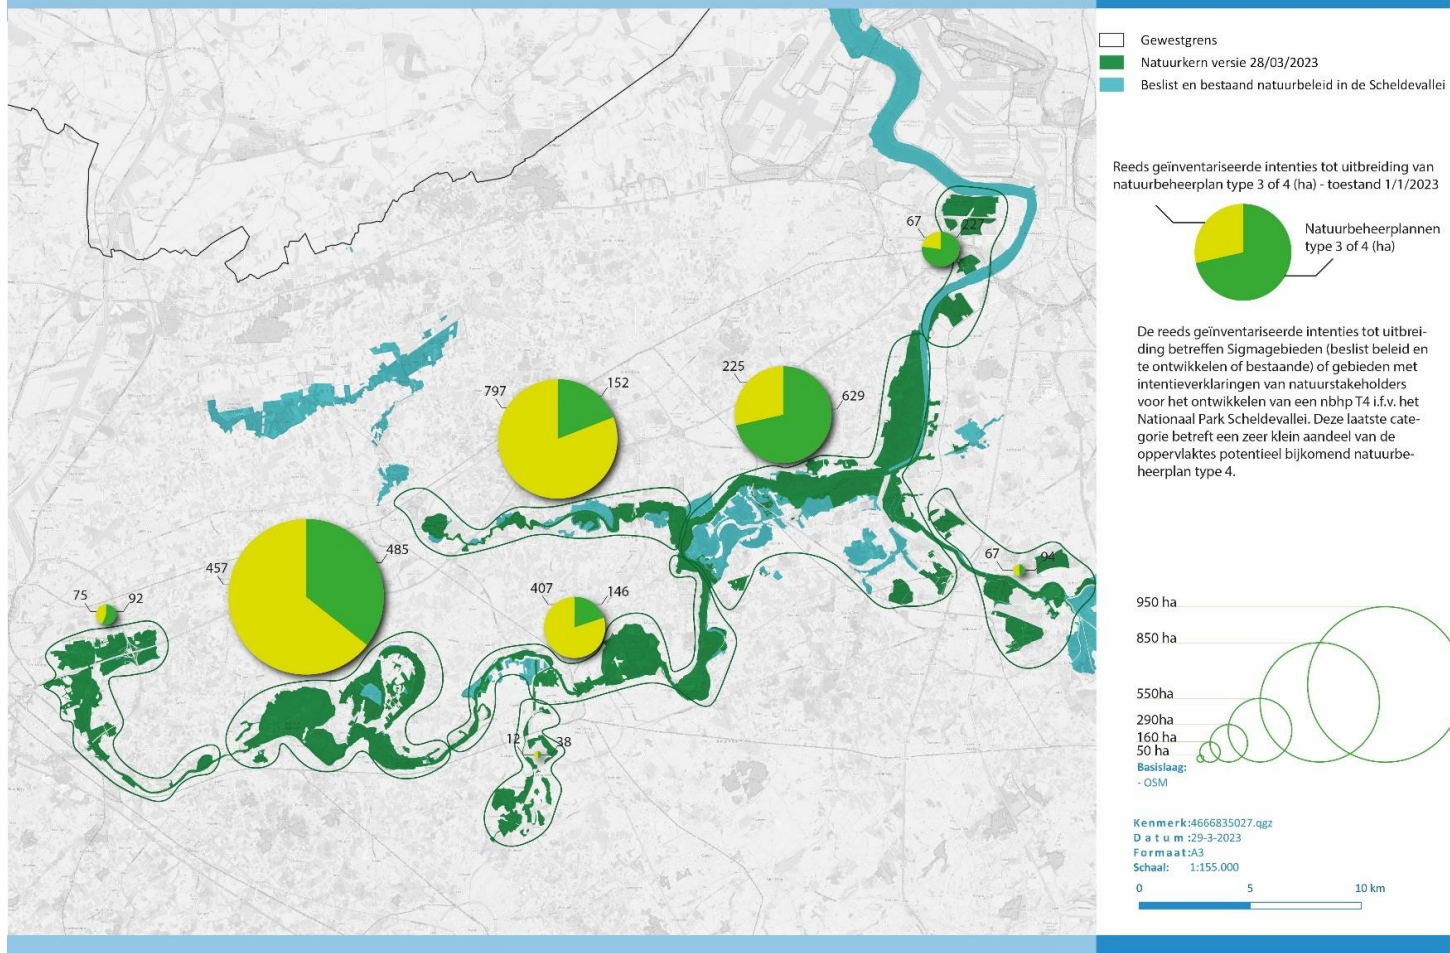 Gewestgrens
Natuurkern versie 28/03/2023
Beslist en bestaand natuurbeleid in de Scheldevallei
Reeds geïnventariseerde intenties tot uitbreiding van
natuurbeheerplan type 3 of 4 (ha) - toestand 1/1/2023
Natuurbeheerplannen
type 3 of 4 (ha)
De reeds geïnventariseerde intenties tot uitbrei-
ding betreffen Sigmagebieden (beslist beleid en
te ontwikkelen of bestaande) of gebieden met
intentieverklaringen van natuurstakeholders
voor het ontwikkelen van een nbhp T4 i.f.v. het
Nationaal Park Scheldevallei. Deze laatste cate-
gorie betreft een zeer klein aandeel van de
oppervlaktes potentieel bijkomend natuurbe-
heerplan type 4.
67 227
797 152
225 629
457 485
75 92
407 146
67 94
12 38
950 ha
850 ha
550ha
290ha
160 ha
50 ha
Basislaag:
- OSM
Kenmerk:4666835027.qgz
Datum:29-3-2023
Formaat:A3
Schaal: 1:155.000
0 5 10 km